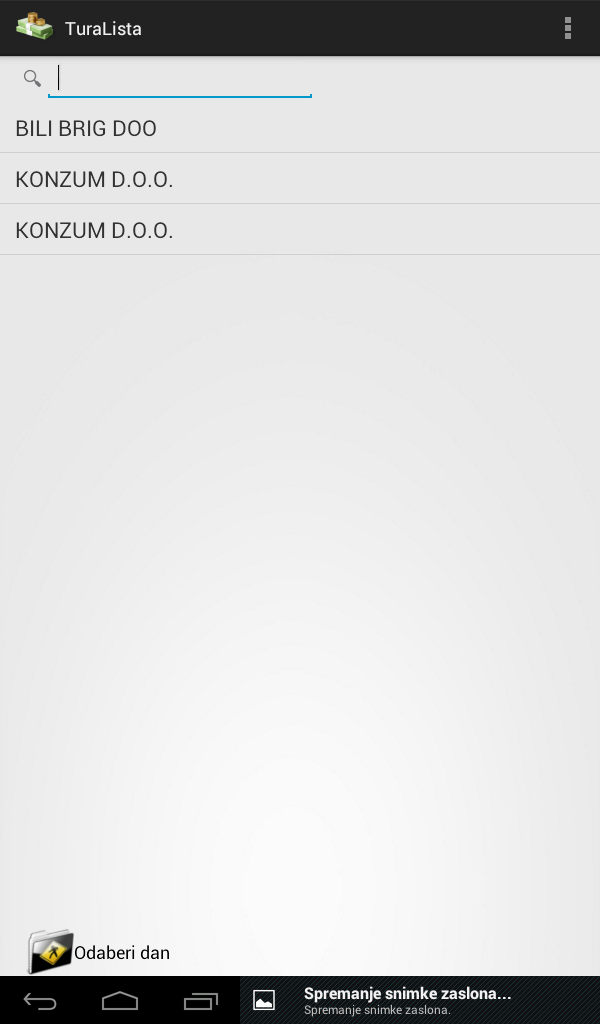 TuraLista
BILI BRIG DOO
KONZUM D.O.O.
KONZUM D.O.O.
Odaberi dan
Spremanje snimke zaslona...
Spremanje snimke zaslona.